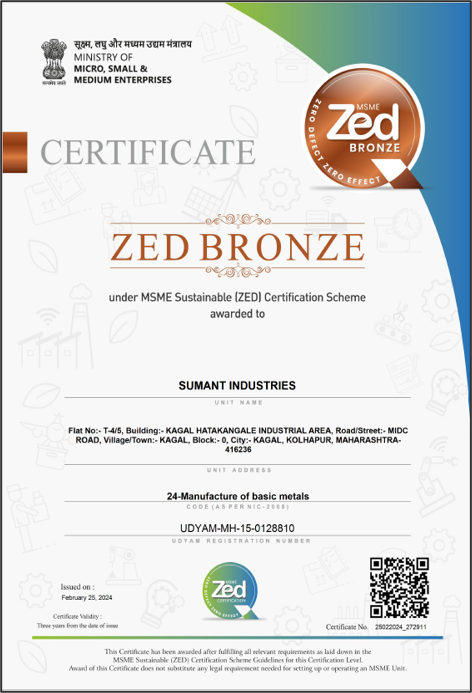 सूक्ष्म, लघु और मध्यम उद्यम मंत्रालय
MINISTRY OF
MICRO, SMALL &
MEDIUM ENTERPRISES
MSME
Zed
BRONZE
ZERO DEFECT ZERO EFFECT
CERTIFICATE
ZED BRONZE
under MSME Sustainable (ZED) Certification Scheme
awarded to
SUMANT INDUSTRIES
UNIT NAME
Flat No:- T-4/5, Building:- KAGAL HATAKANGALE INDUSTRIAL AREA, Road/Street:- MIDC
ROAD, Village/Town:- KAGAL, Block:- 0, City:- KAGAL, KOLHAPUR, MAHARASHTRA-
416236
UNIT ADDRESS
24-Manufacture of basic metals
CODE (AS PER NIC-2008)
UDYAM-MH-15-0128810
UDYAM REGISTRATION NUMBER
Issued on :
February 25, 2024
Certificate Validity :
Three years from the date of issue
MSME
Zed
CERTIFICATION
ZERO DEFECT ZERO EFFECT
Certificate No. 25022024_272911
This Certificate has been awarded after fulfilling all relevant requirements as laid down in the
MSME Sustainable (ZED) Certification Scheme Guidelines for this Certification Level.
Award of this Certificate does not substitute any legal requirement needed for setting up or operating an MSME Unit.